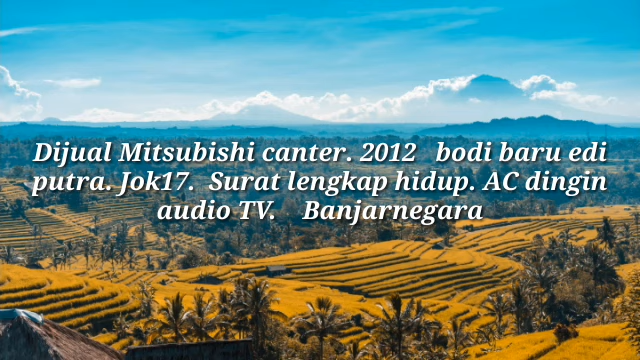 Dijual Mitsubishi canter. 2012 bodi baru edi
putra. Jok17. Surat lengkap hidup. AC dingin
audio TV. Banjarnegara